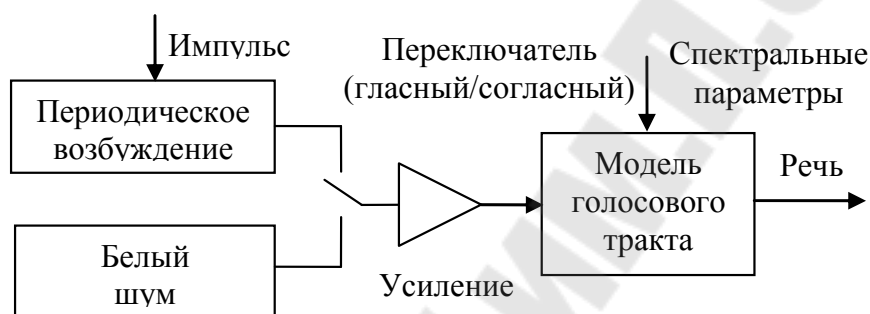 Импульс
Периодическое
возбуждение
Белый
шум
Переключатель
(гласный/согласный)
Усиление
Спектральные
параметры
Модель
голосового
тракта
Речь